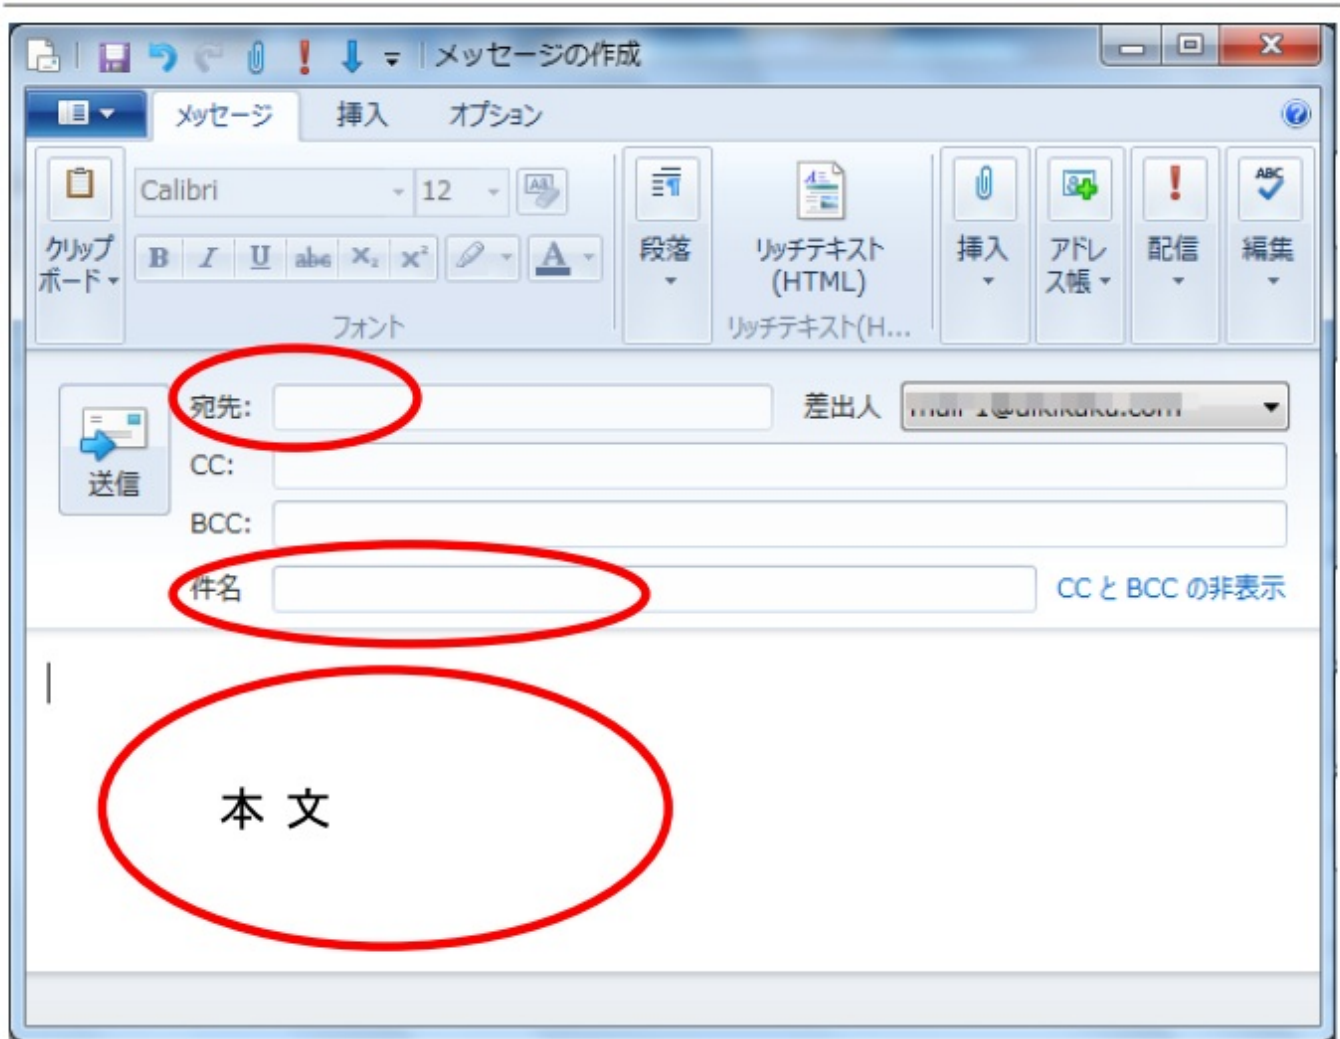 メッセージの作成
メッセージ 挿入 オプション
Calibri 12
ABC
クリップ
ボード
B I U abc X₂ x² A
段落
リッチテキスト
(HTML)
挿入
アドレ
ス帳
配信
編集
フォント
リッチテキスト(H...
宛先:
差出人
送信
CC:
BCC:
件名
CC と BCC の非表示
本 文